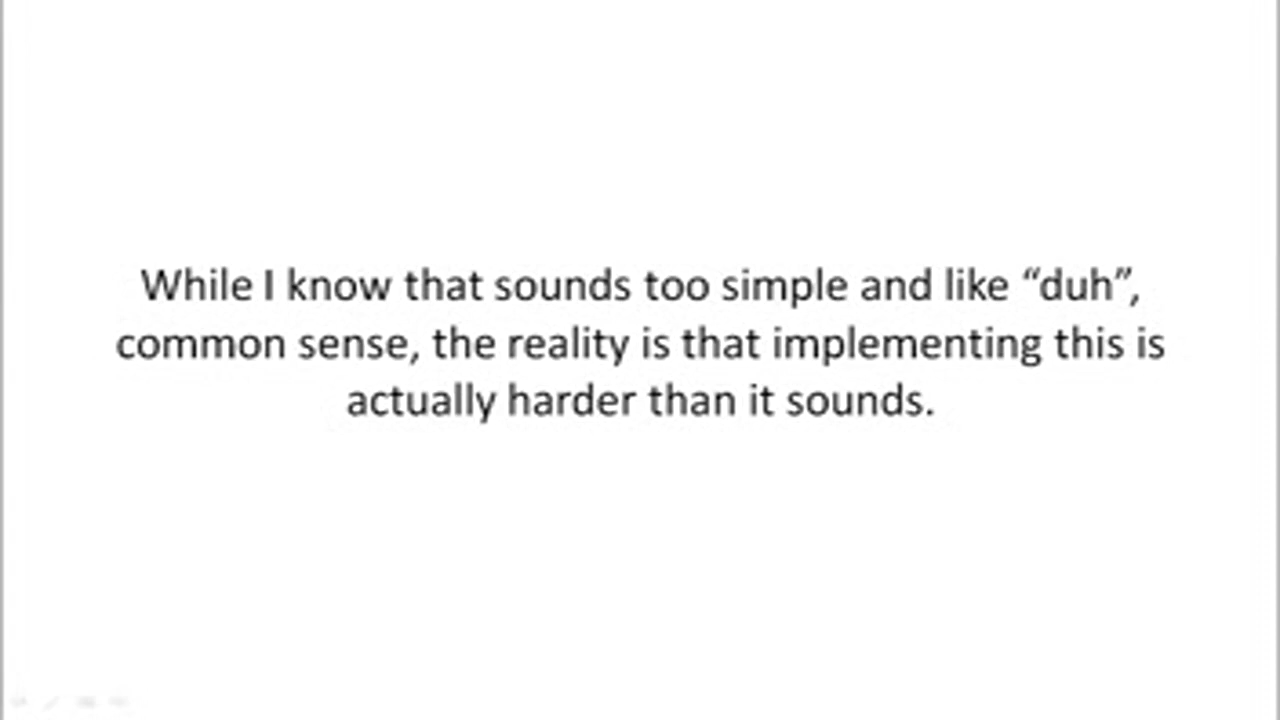 While I know that sounds too simple and like “duh”,
common sense, the reality is that implementing this is
actually harder than it sounds.